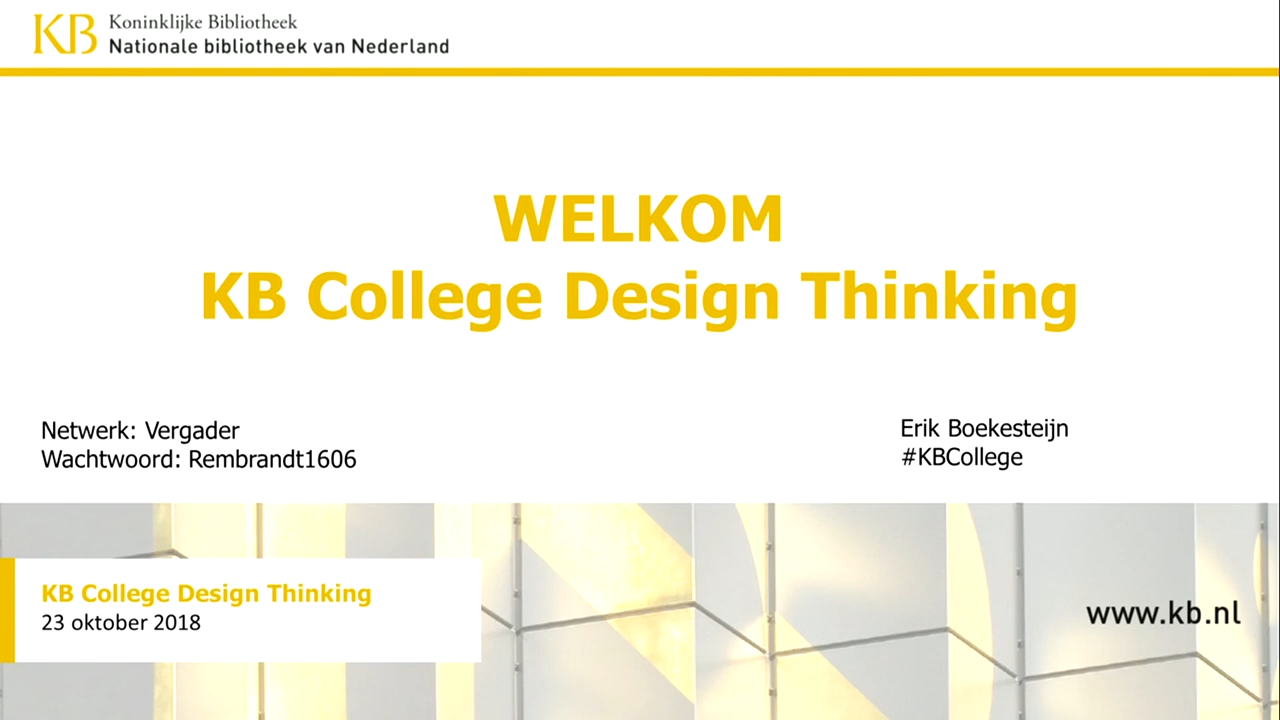 KB Koninklijke Bibliotheek
Nationale bibliotheek van Nederland
WELKOM
KB College Design Thinking
Netwerk: Vergader
Wachtwoord: Rembrandt1606
Erik Boekesteijn
#KBCollege
KB College Design Thinking
23 oktober 2018
www.kb.nl